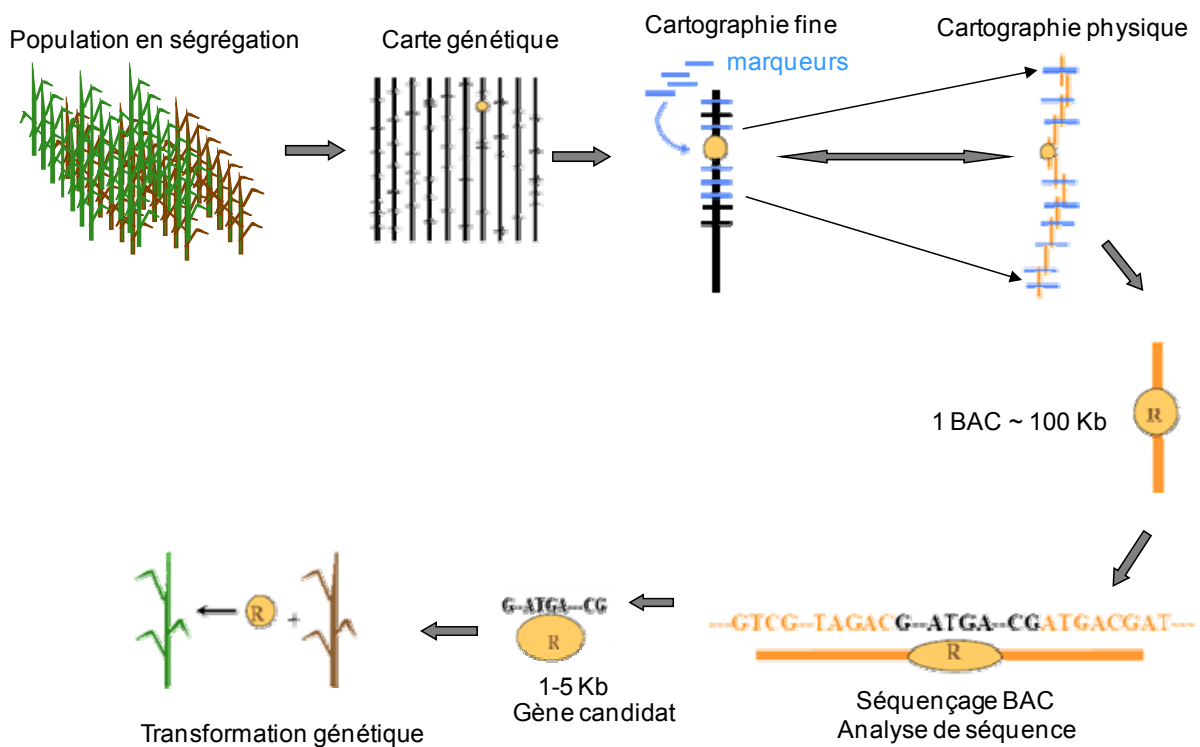 Population en ségrégation
Carte génétique
Cartographie fine
Cartographie physique
marqueurs
1 BAC ~ 100 Kb
R
---GTCG--TAGACG--ATGA--CGATGACGAT---
R
Séquençage BAC
Analyse de séquence
G--ATGA---CG
R
1-5 Kb
Gène candidat
R +
Transformation génétique